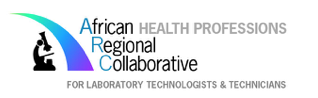 African HEALTH PROFESSIONS
Regional
Collaborative
FOR LABORATORY TECHNOLOGISTS & TECHNICIANS